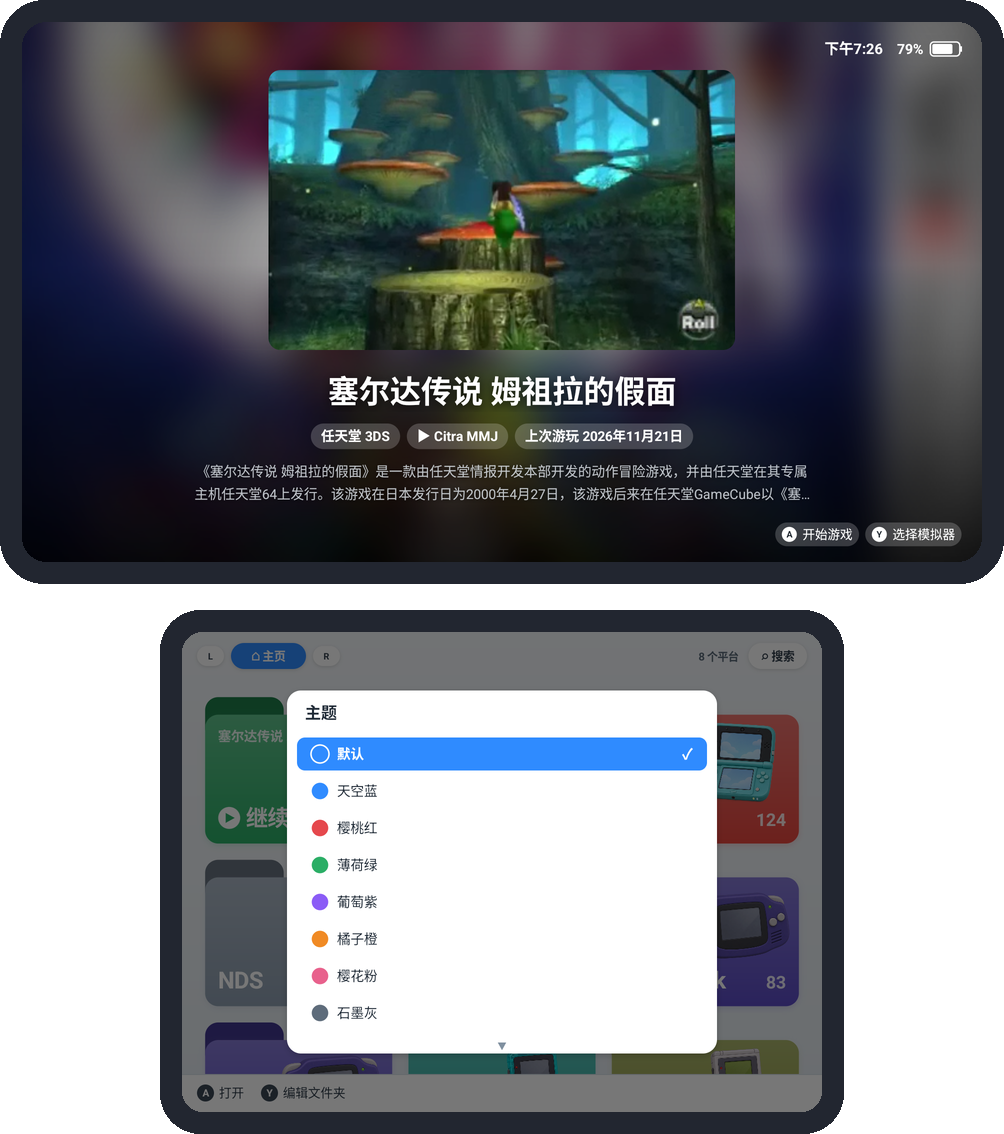 下午7:26 79%
Roll
塞尔达传说 姆祖拉的假面
任天堂 3DS ▶ Citra MMJ 上次游玩 2026年11月21日
《塞尔达传说 姆祖拉的假面》是一款由任天堂情报开发本部开发的动作冒险游戏，并由任天堂在其专属
主机任天堂64上发行。该游戏在日本发行日为2000年4月27日，该游戏后来在任天堂GameCube以《塞...
A 开始游戏 Y 选择模拟器
L 主页 R 8 个平台 搜索
主题
塞尔达传说
默认 ✓
天空蓝
樱桃红
继续 124
薄荷绿
葡萄紫
橘子橙
樱花粉
NDS k 83
石墨灰
▼
A 打开 Y 编辑文件夹